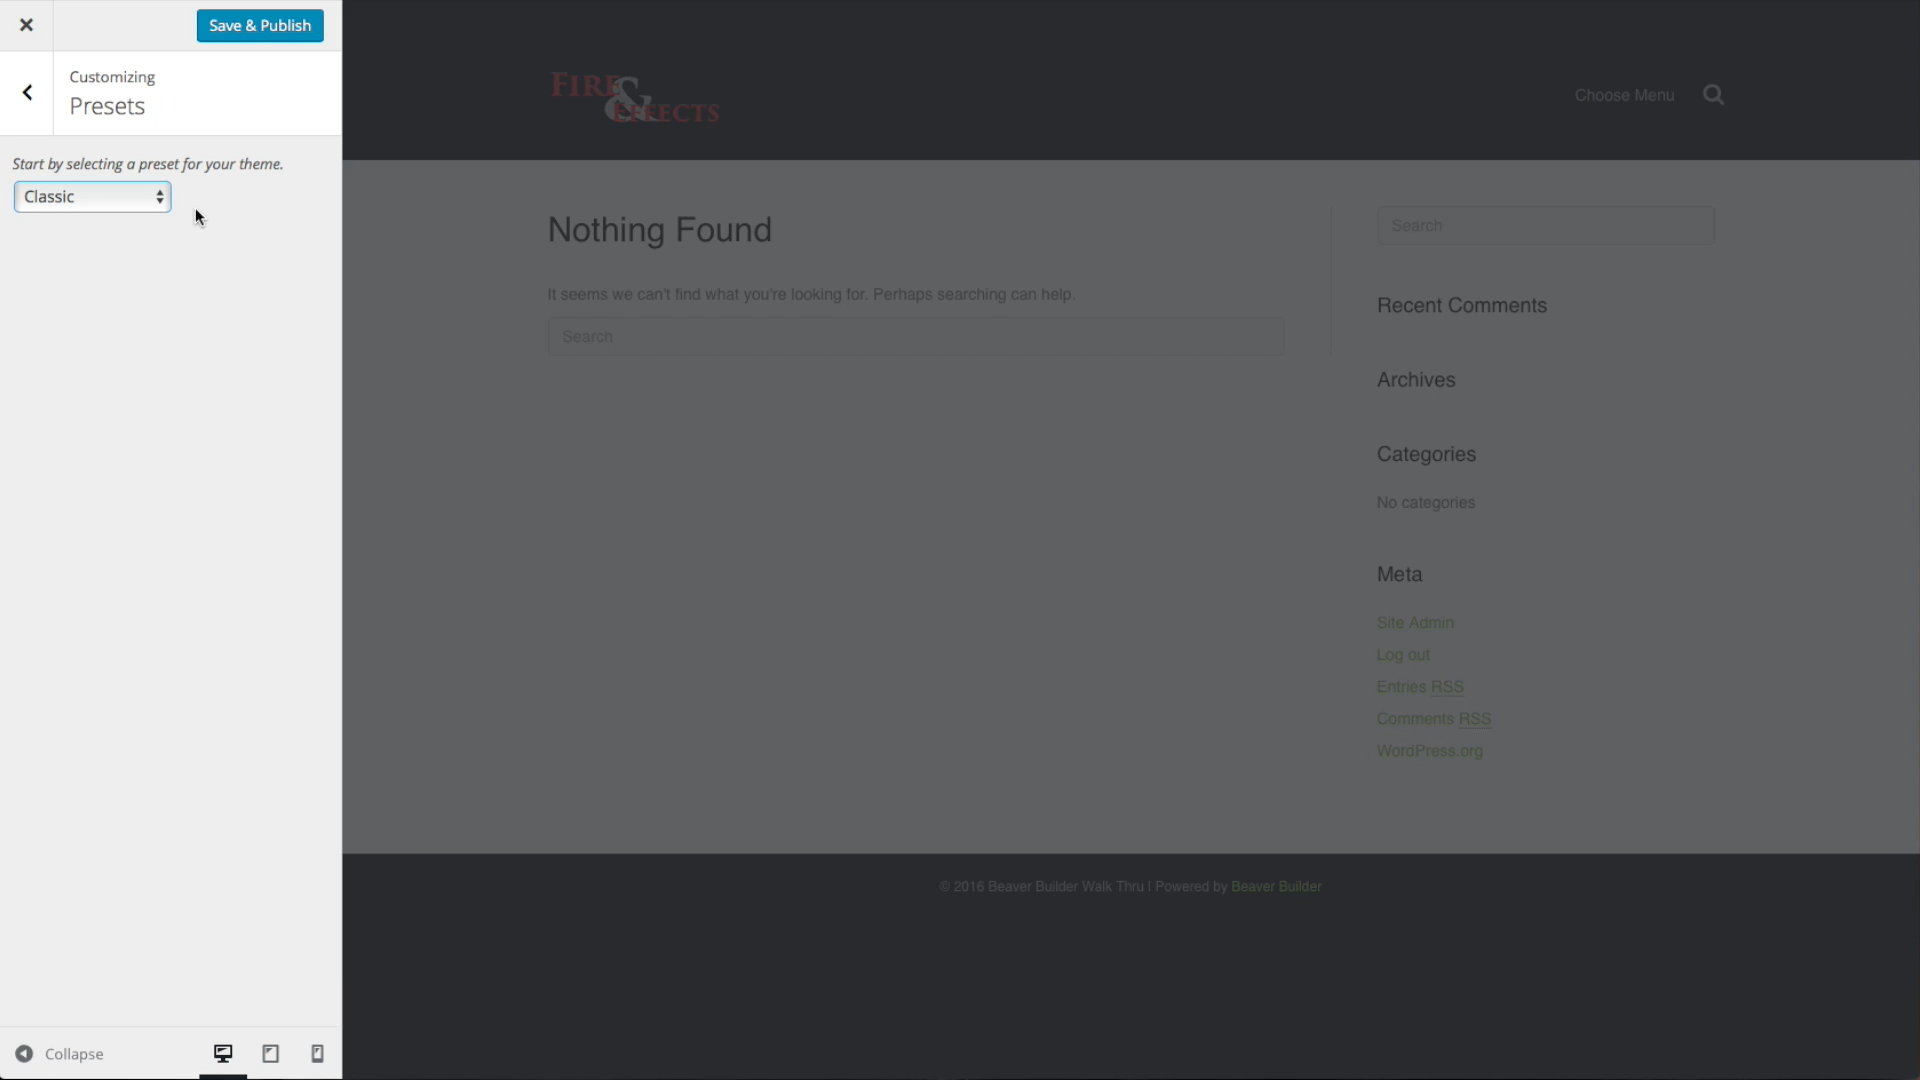 Save & Publish
Customizing
Presets
Start by selecting a preset for your theme.
Classic
Collapse
FIRE
&
EFFECTS
Choose Menu
Nothing Found
It seems we can't find what you're looking for. Perhaps searching can help.
Search
Search
Recent Comments
Archives
Categories
No categories
Meta
Site Admin
Log out
Entries RSS
Comments RSS
WordPress.org
© 2016 Beaver Builder Walk Thru | Powered by Beaver Builder